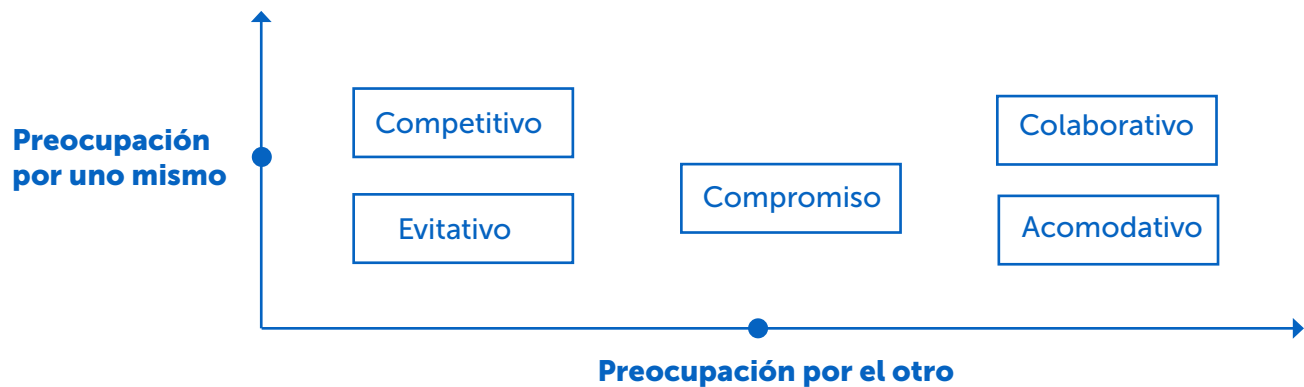 Preocupación
por uno mismo
Competitivo
Evitativo
Compromiso
Colaborativo
Acomodativo
Preocupación por el otro